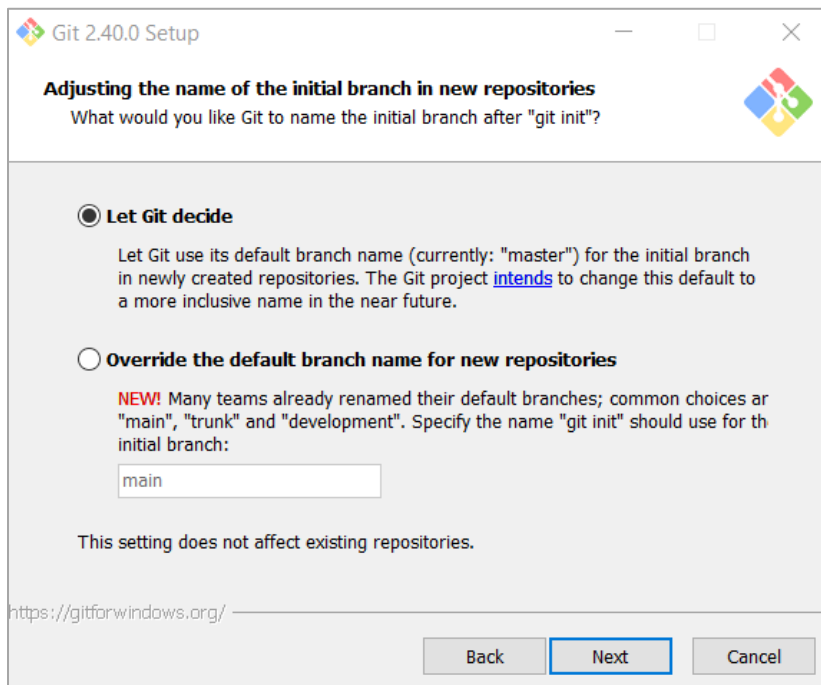 Git 2.40.0 Setup
Adjusting the name of the initial branch in new repositories
What would you like Git to name the initial branch after "git init"?
Let Git decide
Let Git use its default branch name (currently: "master") for the initial branch
in newly created repositories. The Git project intends to change this default to
a more inclusive name in the near future.
Override the default branch name for new repositories
NEW! Many teams already renamed their default branches; common choices ar
"main", "trunk" and "development". Specify the name "git init" should use for th
initial branch:
main
This setting does not affect existing repositories.
https://gitforwindows.org/
Back Next Cancel